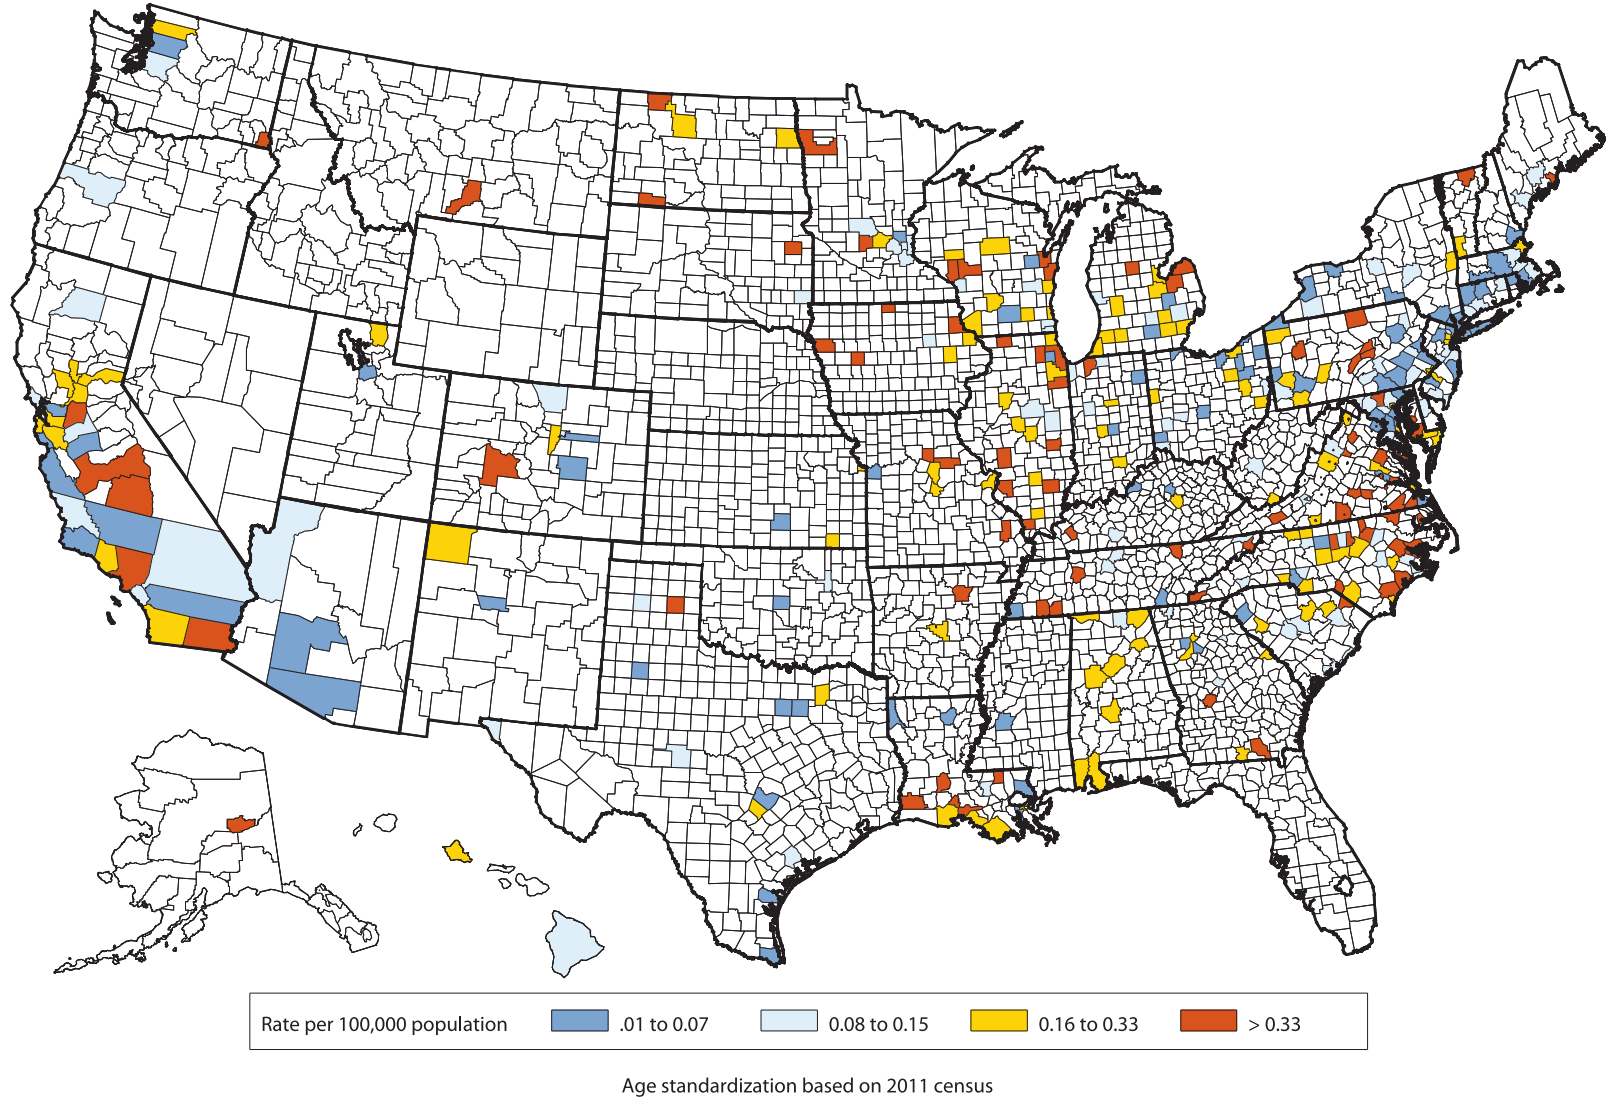 Rate per 100,000 population .01 to 0.07 0.08 to 0.15 0.16 to 0.33 > 0.33
Age standardization based on 2011 census